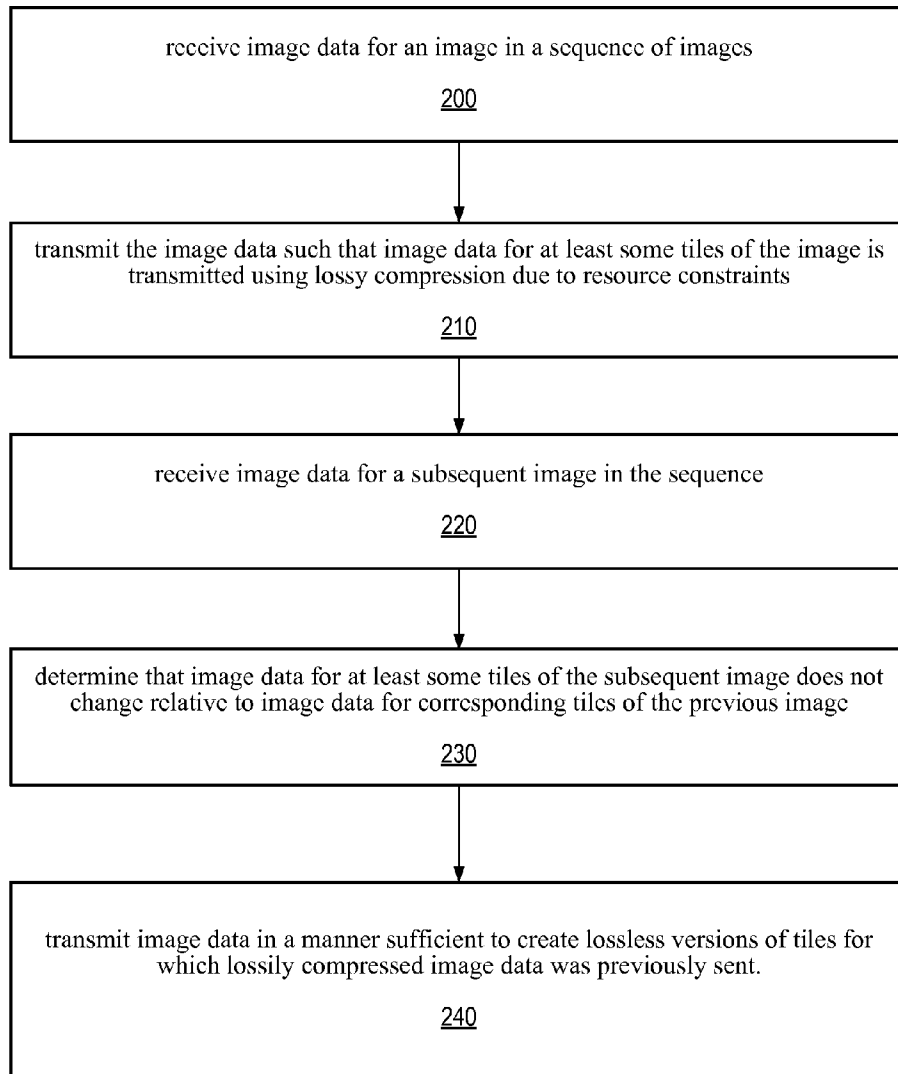 receive image data for an image in a sequence of images
200
transmit the image data such that image data for at least some tiles of the image is
transmitted using lossy compression due to resource constraints
210
receive image data for a subsequent image in the sequence
220
determine that image data for at least some tiles of the subsequent image does not
change relative to image data for corresponding tiles of the previous image
230
transmit image data in a manner sufficient to create lossless versions of tiles for
which lossily compressed image data was previously sent.
240